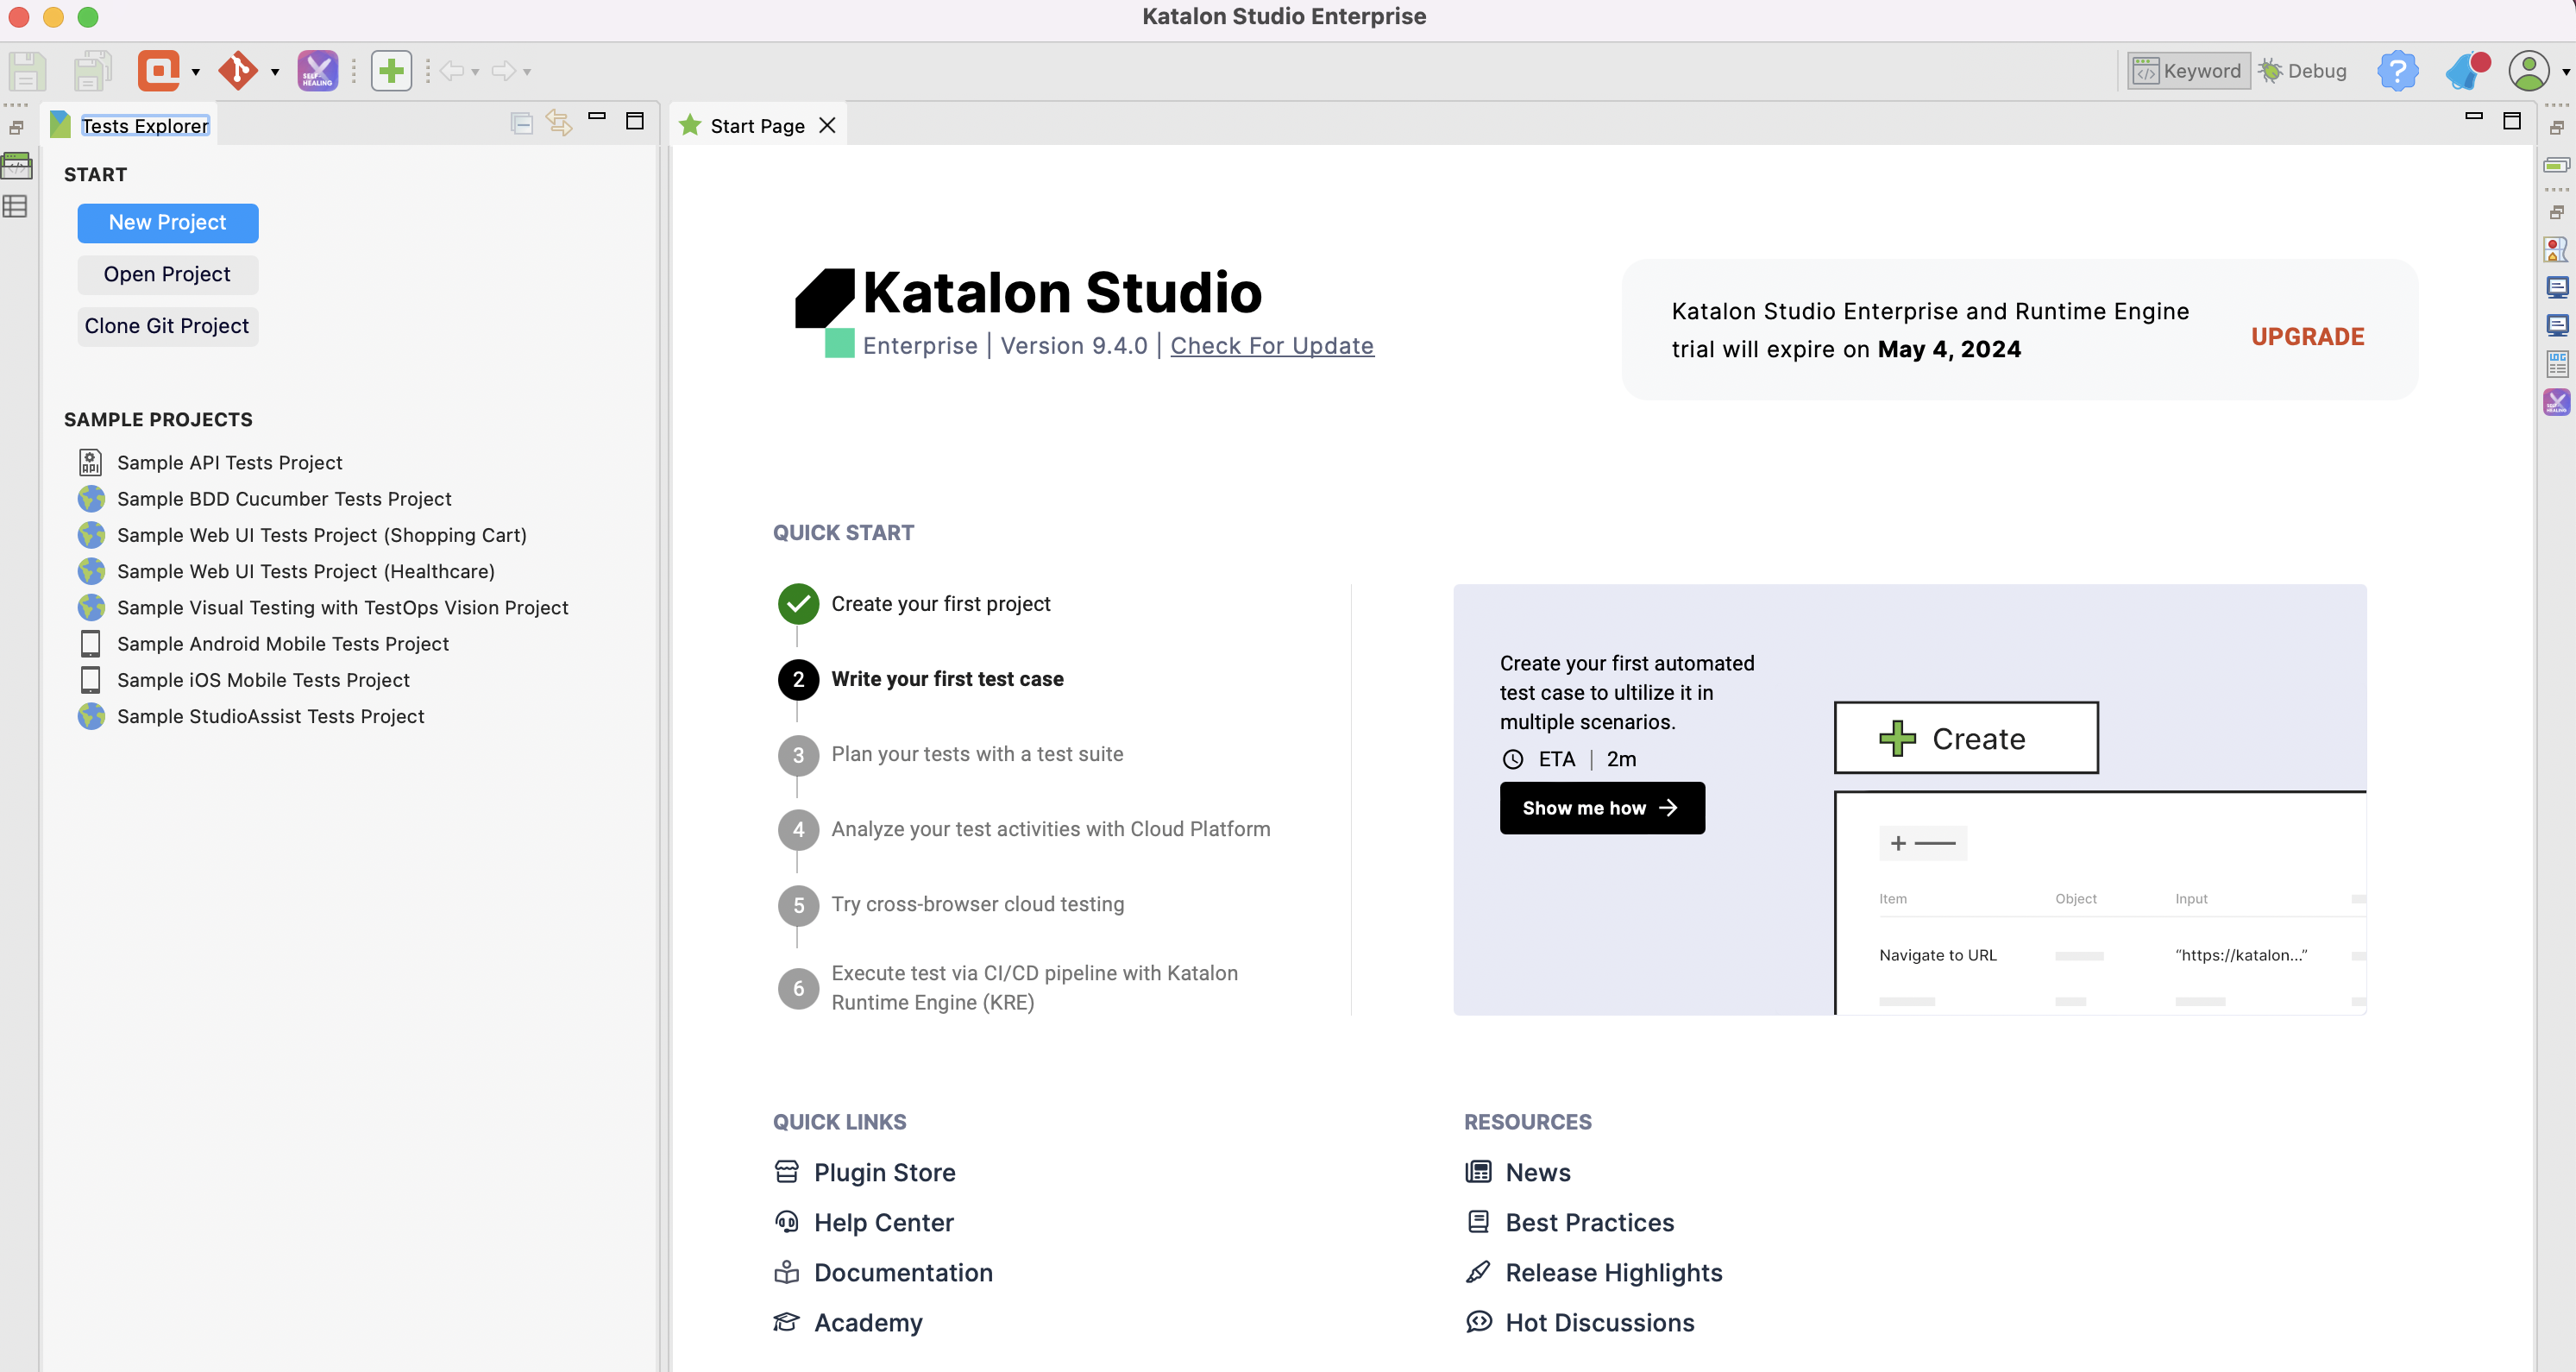 Katalon Studio Enterprise
SELF-HEALING
Keyword
Debug
Tests Explorer
Start Page
START
New Project
Open Project
Clone Git Project
SAMPLE PROJECTS
API
Sample API Tests Project
Sample BDD Cucumber Tests Project
Sample Web UI Tests Project (Shopping Cart)
Sample Web UI Tests Project (Healthcare)
Sample Visual Testing with TestOps Vision Project
Sample Android Mobile Tests Project
Sample iOS Mobile Tests Project
Sample StudioAssist Tests Project
Katalon Studio
Enterprise | Version 9.4.0 | Check For Update
Katalon Studio Enterprise and Runtime Engine
trial will expire on May 4, 2024
UPGRADE
QUICK START
Create your first project
2 Write your first test case
3 Plan your tests with a test suite
4 Analyze your test activities with Cloud Platform
5 Try cross-browser cloud testing
6 Execute test via CI/CD pipeline with Katalon
Runtime Engine (KRE)
Create your first automated
test case to ultilize it in
multiple scenarios.
ETA | 2m
Show me how →
Create
Item Object Input
Navigate to URL “https://katalon...”
QUICK LINKS
Plugin Store
Help Center
Documentation
Academy
RESOURCES
News
Best Practices
Release Highlights
Hot Discussions
LOG